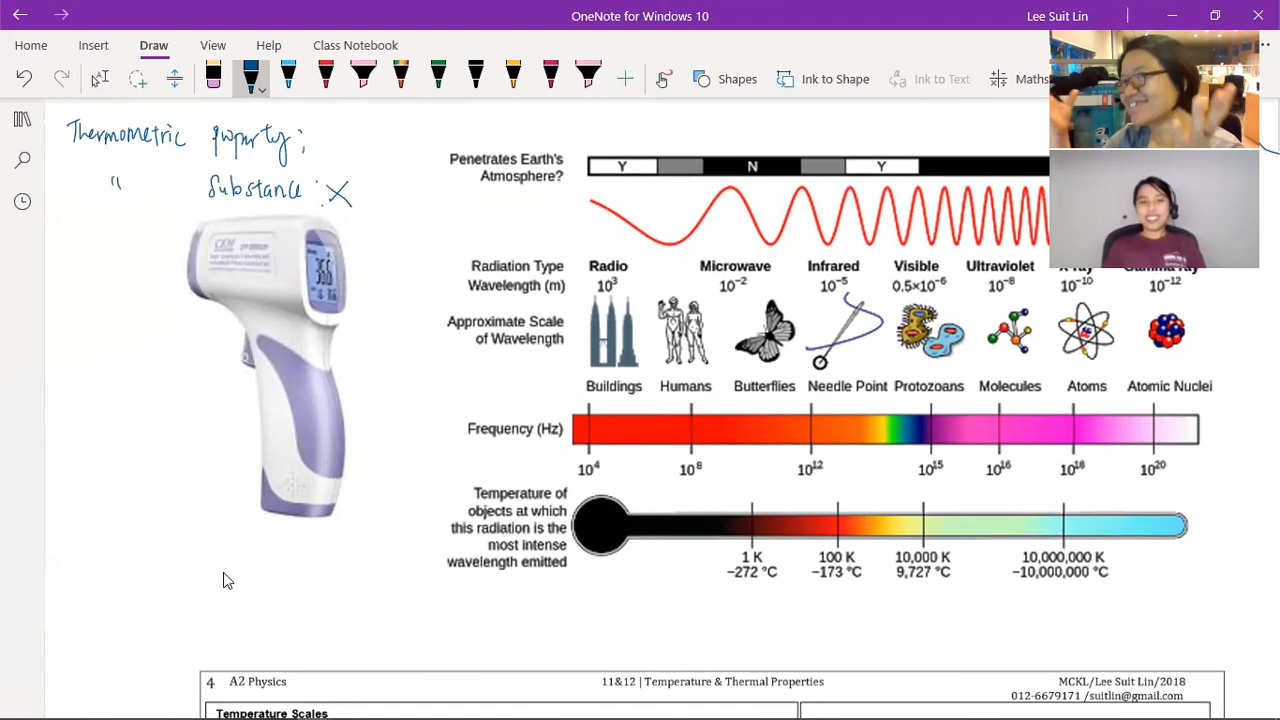 OneNote for Windows 10
Lee Suit Lin
Home Insert Draw View Help Class Notebook
Shapes Ink to Shape Ink to Text Maths
Thermometric property;
" Substance : X
CEM
36.6
Penetrates Earth's
Atmosphere?
Y N Y
Radiation Type
Wavelength (m)
Radio Microwave Infrared Visible Ultraviolet X-ray Gamma ray
10³ 10⁻² 10⁻⁵ 0.5×10⁻⁶ 10⁻⁸ 10⁻¹⁰ 10⁻¹²
Approximate Scale
of Wavelength
Buildings Humans Butterflies Needle Point Protozoans Molecules Atoms Atomic Nuclei
Frequency (Hz)
10⁴ 10⁸ 10¹² 10¹⁵ 10¹⁶ 10¹⁸ 10²⁰
Temperature of
objects at which
this radiation is the
most intense
wavelength emitted
1 K 100 K 10,000 K 10,000,000 K
−272 °C −173 °C 9,727 °C ~10,000,000 °C
4 A2 Physics 11&12 | Temperature & Thermal Properties MCKL/Lee Suit Lin/2018
012-6679171 /suitlin@gmail.com
Temperature Scales